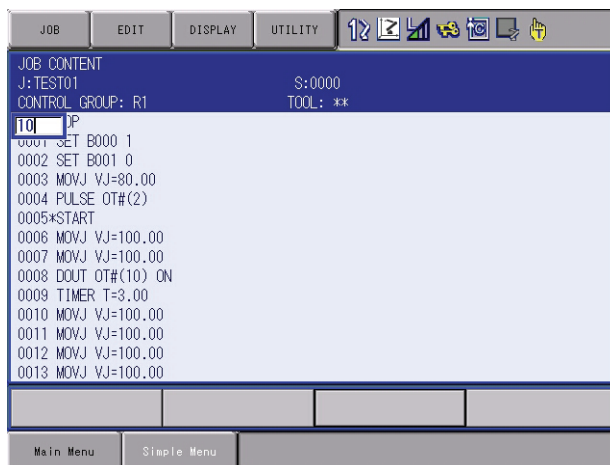 JOB EDIT DISPLAY UTILITY
JOB CONTENT
J:TEST01 S:0000
CONTROL GROUP: R1 TOOL: **
10 OP
0001 SET B000 1
0002 SET B001 0
0003 MOVJ VJ=80.00
0004 PULSE OT#(2)
0005*START
0006 MOVJ VJ=100.00
0007 MOVJ VJ=100.00
0008 DOUT OT#(10) ON
0009 TIMER T=3.00
0010 MOVJ VJ=100.00
0011 MOVJ VJ=100.00
0012 MOVJ VJ=100.00
0013 MOVJ VJ=100.00
Main Menu Simple Menu